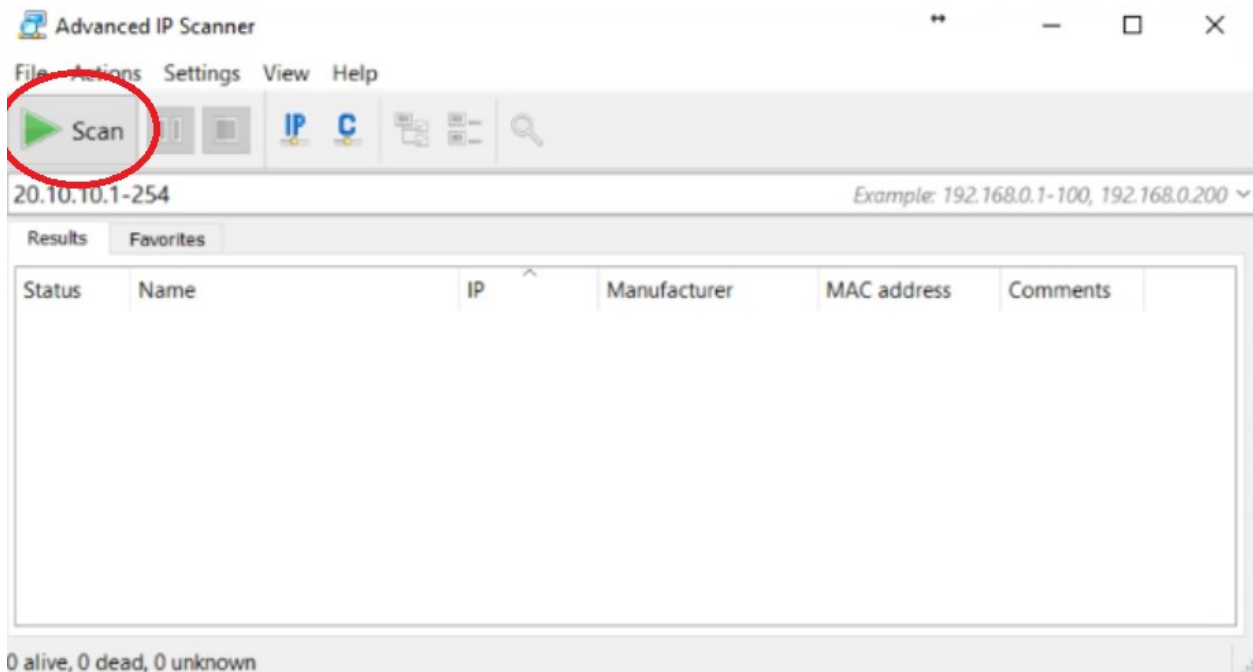 Advanced IP Scanner
File Actions Settings View Help
Scan IP C
20.10.10.1-254 Example: 192.168.0.1-100, 192.168.0.200
Results Favorites
Status Name IP Manufacturer MAC address Comments
0 alive, 0 dead, 0 unknown